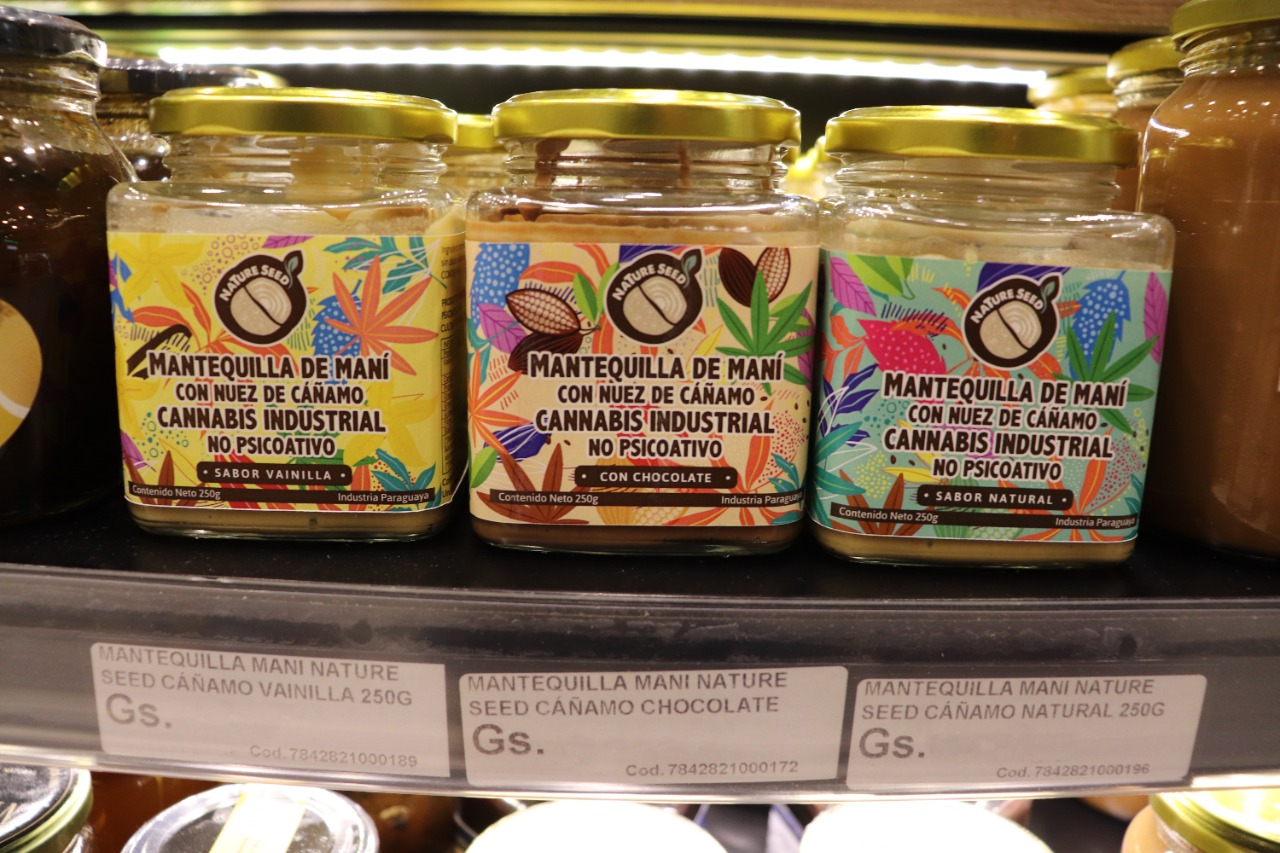 NATURE SEED
MANTEQUILLA DE MANÍ
CON NUEZ DE CÁÑAMO
CANNABIS INDUSTRIAL
NO PSICOATIVO
• SABOR VAINILLA •
Contenido Neto 250g
Industria Paraguaya
NATURE SEED
MANTEQUILLA DE MANÍ
CON NUEZ DE CÁÑAMO
CANNABIS INDUSTRIAL
NO PSICOATIVO
• CON CHOCOLATE •
Contenido Neto 250g
Industria Paraguaya
NATURE SEED
MANTEQUILLA DE MANÍ
CON NUEZ DE CÁÑAMO
CANNABIS INDUSTRIAL
NO PSICOATIVO
• SABOR NATURAL •
Contenido Neto 250g
Industria Paraguaya
MANTEQUILLA MANI NATURE
SEED CÁÑAMO VAINILLA 250G
Gs.
Cod. 7842821000189
MANTEQUILLA MANI NATURE
SEED CÁÑAMO CHOCOLATE
Gs.
Cod. 7842821000172
MANTEQUILLA MANI NATURE
SEED CÁÑAMO NATURAL 250G
Gs.
Cod. 7842821000196